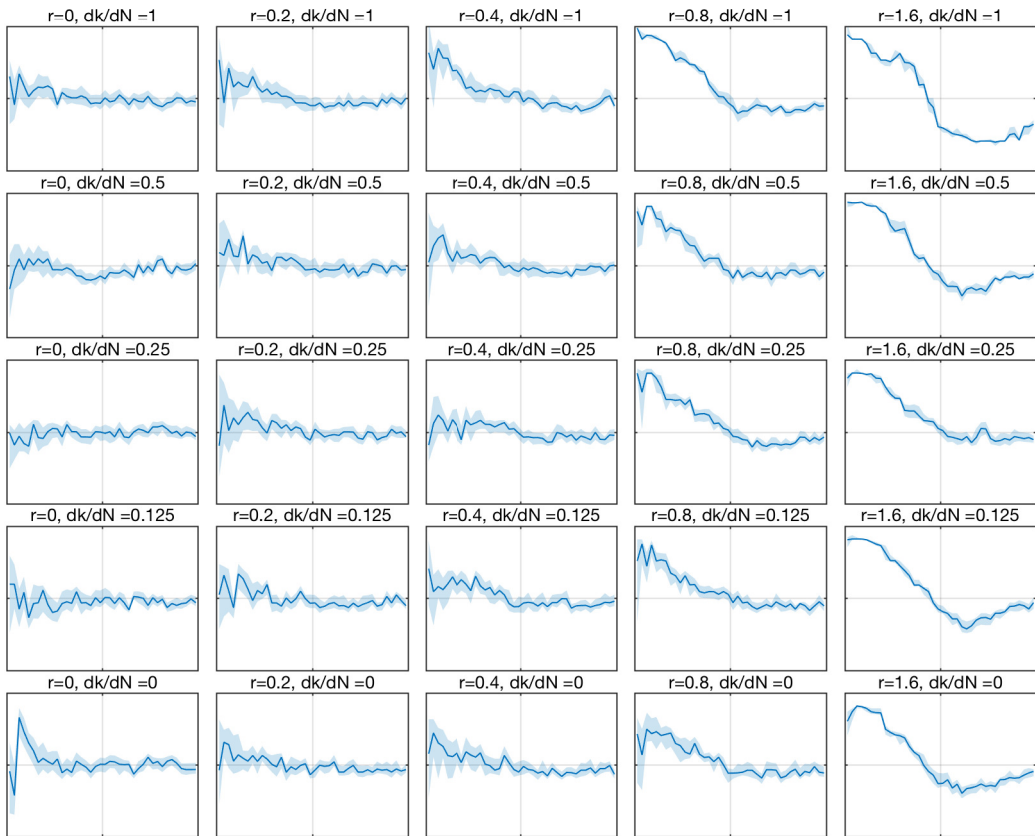 r=0, dk/dN =1
r=0.2, dk/dN =1
r=0.4, dk/dN =1
r=0.8, dk/dN =1
r=1.6, dk/dN =1
r=0, dk/dN =0.5
r=0.2, dk/dN =0.5
r=0.4, dk/dN =0.5
r=0.8, dk/dN =0.5
r=1.6, dk/dN =0.5
r=0, dk/dN =0.25
r=0.2, dk/dN =0.25
r=0.4, dk/dN =0.25
r=0.8, dk/dN =0.25
r=1.6, dk/dN =0.25
r=0, dk/dN =0.125
r=0.2, dk/dN =0.125
r=0.4, dk/dN =0.125
r=0.8, dk/dN =0.125
r=1.6, dk/dN =0.125
r=0, dk/dN =0
r=0.2, dk/dN =0
r=0.4, dk/dN =0
r=0.8, dk/dN =0
r=1.6, dk/dN =0